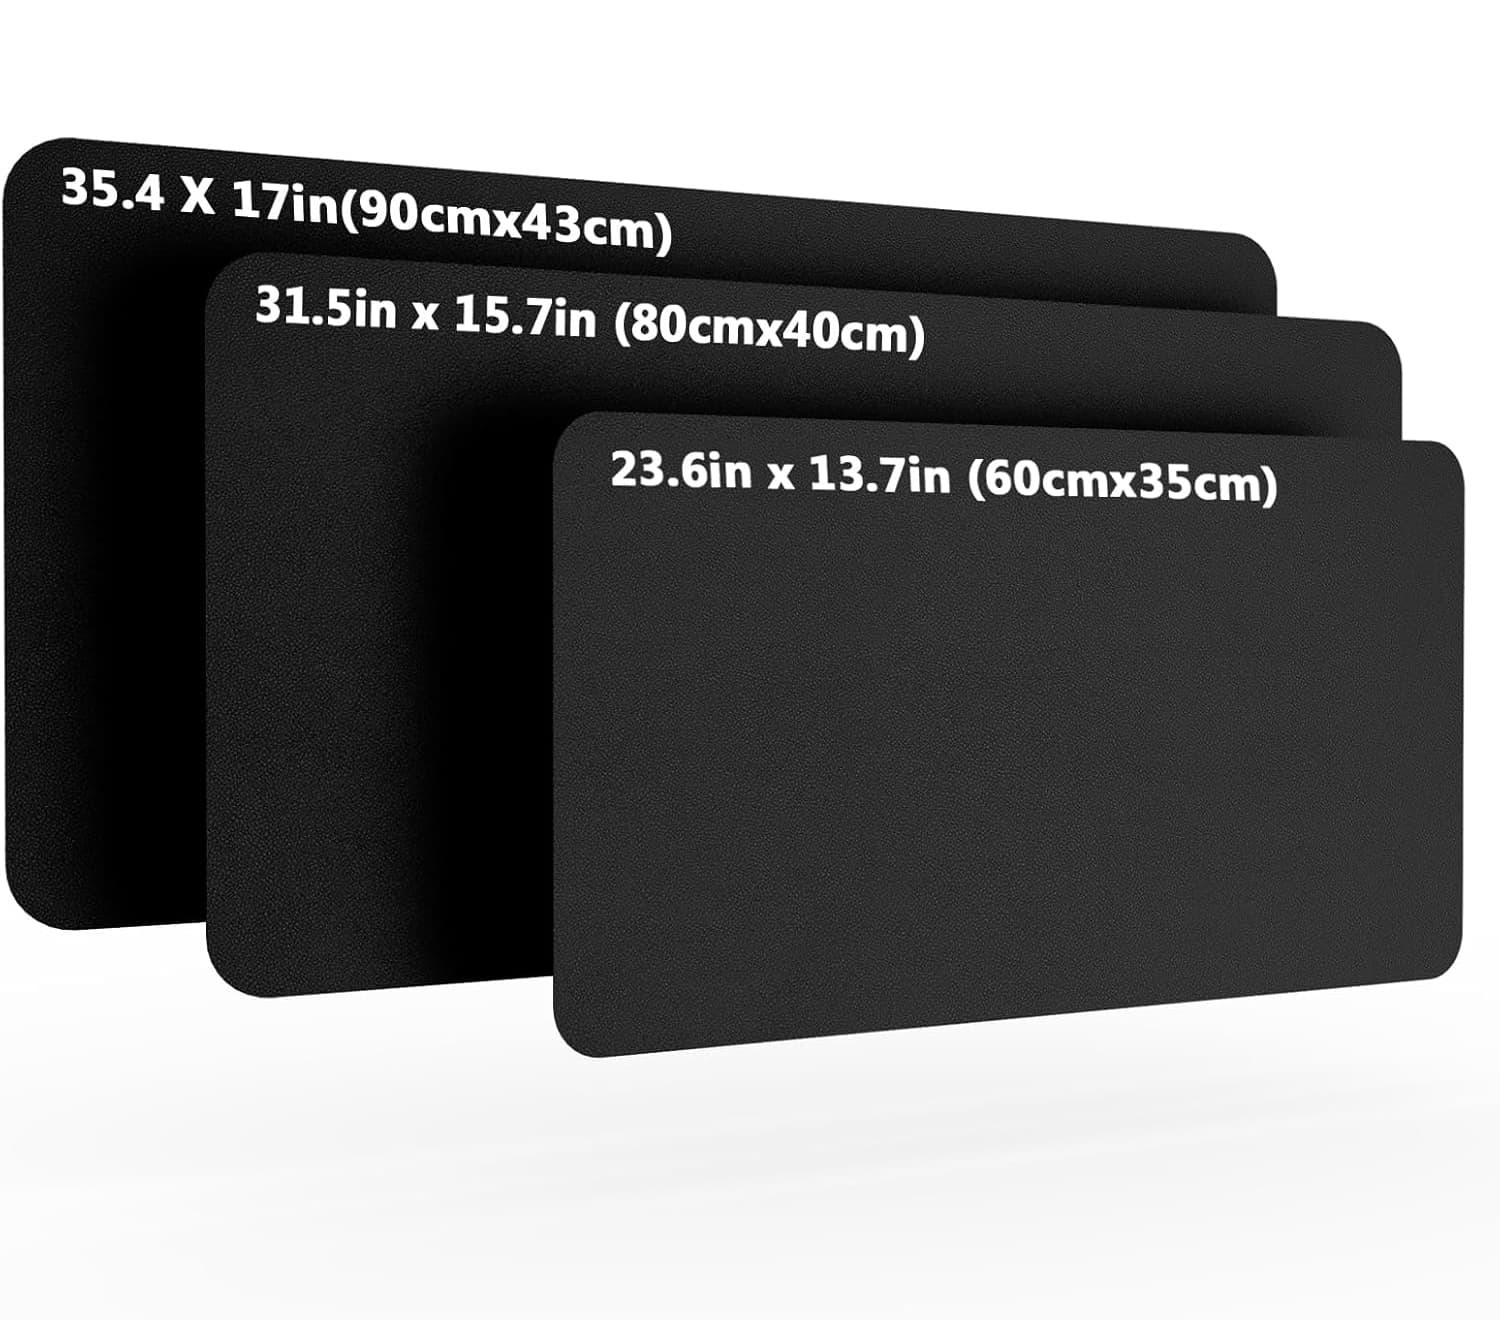 35.4 X 17in(90cmx43cm)
31.5in x 15.7in (80cmx40cm)
23.6in x 13.7in (60cmx35cm)